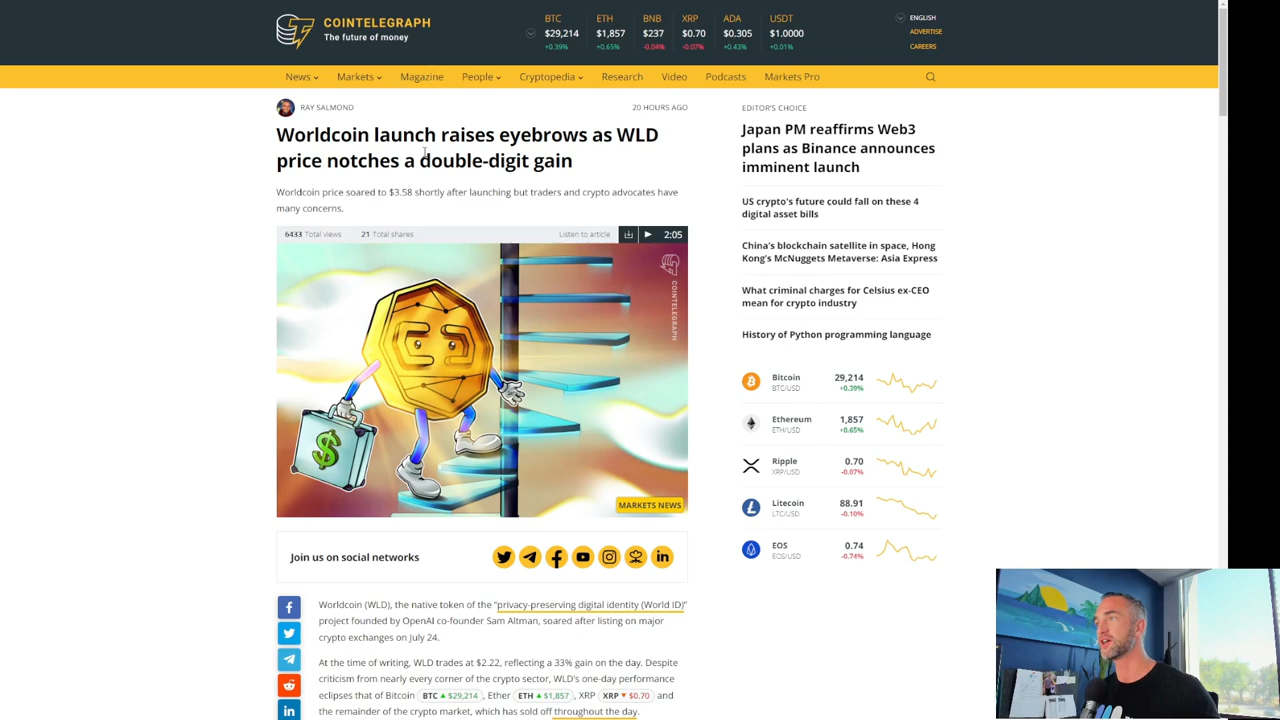 COINTELEGRAPH
The future of money
BTC
$29,214
+0.39%
ETH
$1,857
+0.65%
BNB
$237
-0.04%
XRP
$0.70
-0.07%
ADA
$0.305
+0.43%
USDT
$1.0000
+0.01%
ENGLISH
ADVERTISE
CAREERS
News Markets Magazine People Cryptopedia Research Video Podcasts Markets Pro
RAY SALMOND
20 HOURS AGO
Worldcoin launch raises eyebrows as WLD
price notches a double-digit gain
Worldcoin price soared to $3.58 shortly after launching but traders and crypto advocates have
many concerns.
6433 Total views 21 Total shares Listen to article 2:05
COINTELEGRAPH
$
MARKETS NEWS
Join us on social networks
Worldcoin (WLD), the native token of the "privacy-preserving digital identity (World ID)"
project founded by OpenAI co-founder Sam Altman, soared after listing on major
crypto exchanges on July 24.
At the time of writing, WLD trades at $2.22, reflecting a 33% gain on the day. Despite
criticism from nearly every corner of the crypto sector, WLD's one-day performance
eclipses that of Bitcoin BTC ▲ $29,214 , Ether ETH ▲ $1,857 , XRP XRP ▼ $0.70 and
the remainder of the crypto market, which has sold off throughout the day.
EDITOR'S CHOICE
Japan PM reaffirms Web3
plans as Binance announces
imminent launch
US crypto's future could fall on these 4
digital asset bills
China's blockchain satellite in space, Hong
Kong's McNuggets Metaverse: Asia Express
What criminal charges for Celsius ex-CEO
mean for crypto industry
History of Python programming language
Bitcoin 29,214
BTC/USD +0.39%
Ethereum 1,857
ETH/USD +0.65%
Ripple 0.70
XRP/USD -0.07%
Litecoin 88.91
LTC/USD -0.10%
EOS 0.74
EOS/USD -0.74%